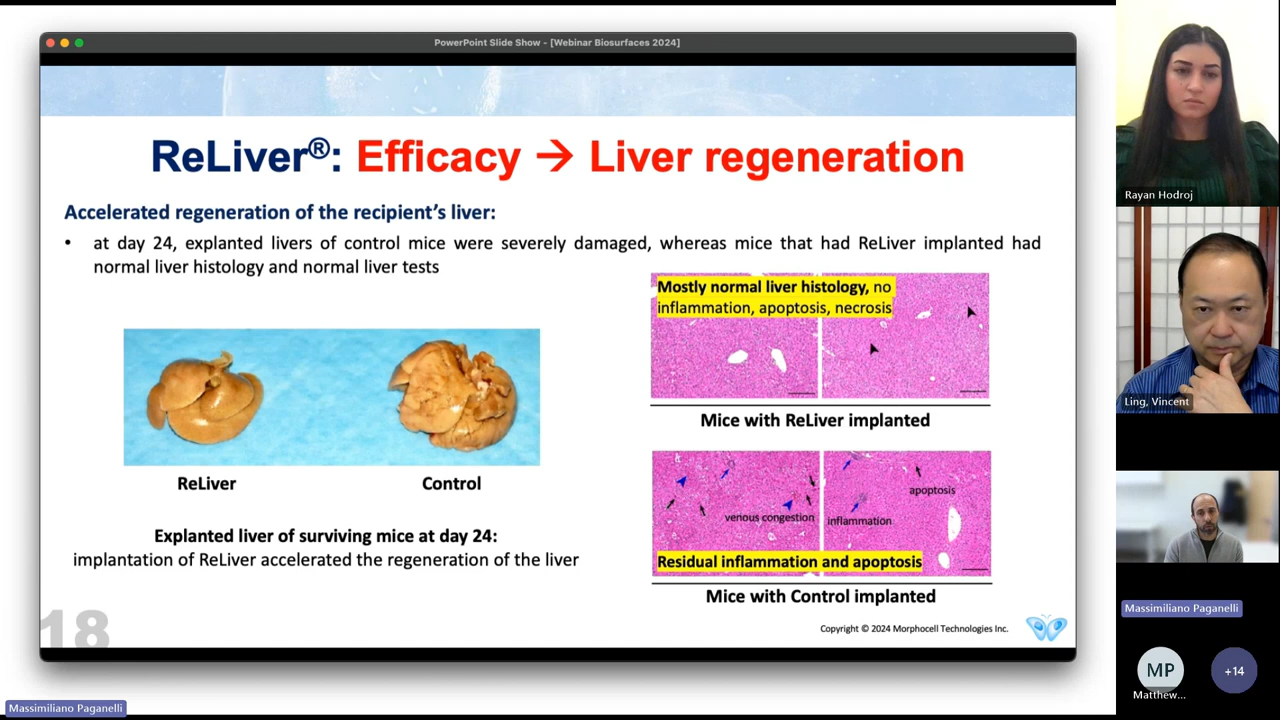 PowerPoint Slide Show - [Webinar Biosurfaces 2024]
ReLiver®: Efficacy → Liver regeneration
Accelerated regeneration of the recipient's liver:
• at day 24, explanted livers of control mice were severely damaged, whereas mice that had ReLiver implanted had
normal liver histology and normal liver tests
Mostly normal liver histology, no
inflammation, apoptosis, necrosis
Mice with ReLiver implanted
ReLiver
Control
apoptosis
venous congestion
inflammation
Residual inflammation and apoptosis
Mice with Control implanted
Explanted liver of surviving mice at day 24:
implantation of ReLiver accelerated the regeneration of the liver
18
Copyright © 2024 Morphocell Technologies Inc.
Massimiliano Paganelli
Rayan Hodroj
Ling, Vincent
Massimiliano Paganelli
MP
Matthew...
+14